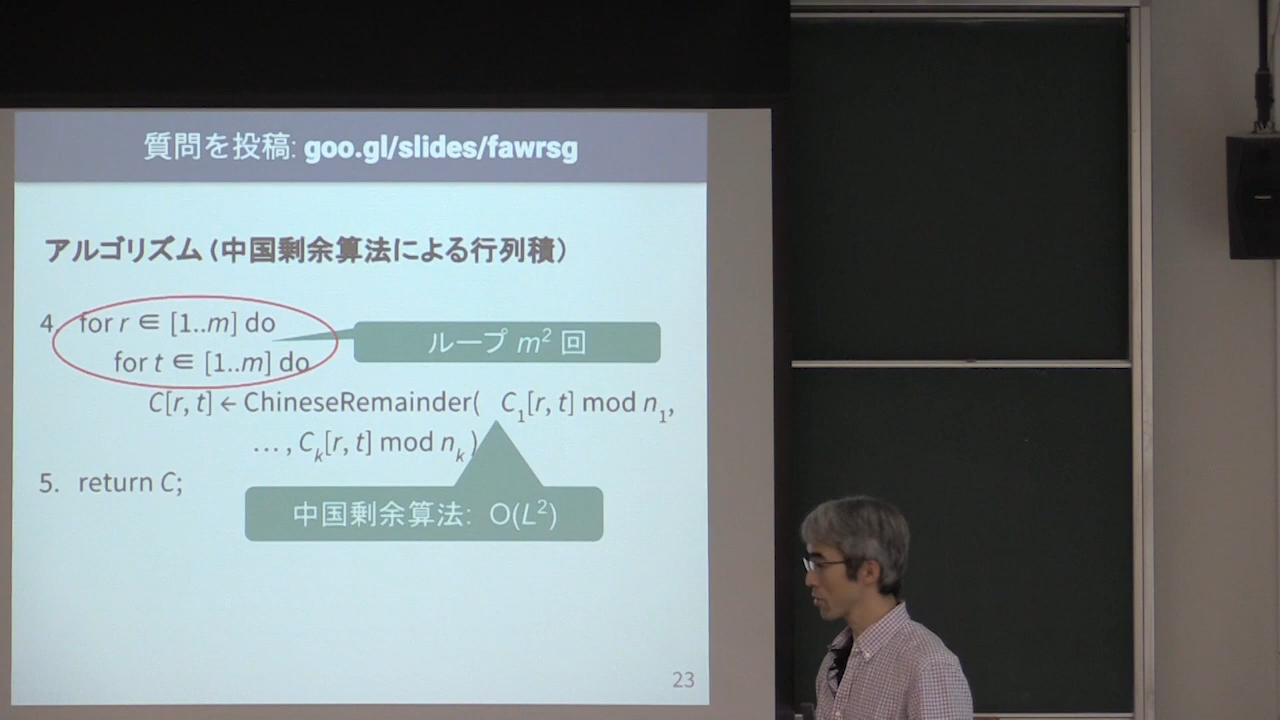 質問を投稿: goo.gl/slides/fawrsg
アルゴリズム (中国剰余算法による行列積)
4. for r ∈ [1..m] do
ループ m² 回
for t ∈ [1..m] do
C[r, t] ← ChineseRemainder( C₁[r, t] mod n₁,
…, Cₖ[r, t] mod nₖ)
5. return C;
中国剰余算法: O(L²)
23